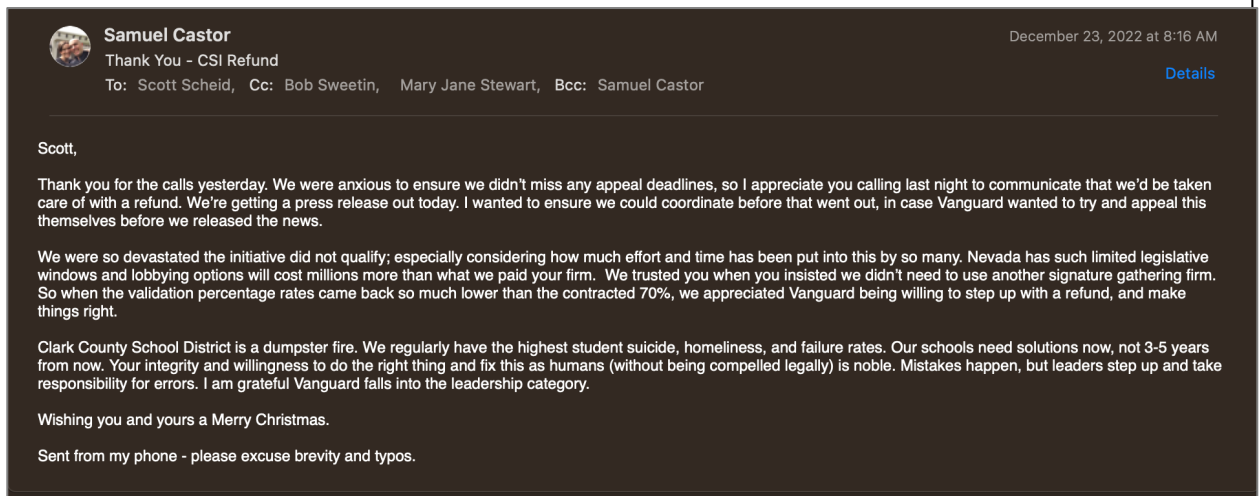 Samuel Castor
December 23, 2022 at 8:16 AM
Thank You - CSI Refund
Details
To: Scott Scheid, Cc: Bob Sweetin, Mary Jane Stewart, Bcc: Samuel Castor
Scott,
Thank you for the calls yesterday. We were anxious to ensure we didn’t miss any appeal deadlines, so I appreciate you calling last night to communicate that we’d be taken
care of with a refund. We’re getting a press release out today. I wanted to ensure we could coordinate before that went out, in case Vanguard wanted to try and appeal this
themselves before we released the news.
We were so devastated the initiative did not qualify; especially considering how much effort and time has been put into this by so many. Nevada has such limited legislative
windows and lobbying options will cost millions more than what we paid your firm. We trusted you when you insisted we didn’t need to use another signature gathering firm.
So when the validation percentage rates came back so much lower than the contracted 70%, we appreciated Vanguard being willing to step up with a refund, and make
things right.
Clark County School District is a dumpster fire. We regularly have the highest student suicide, homeliness, and failure rates. Our schools need solutions now, not 3-5 years
from now. Your integrity and willingness to do the right thing and fix this as humans (without being compelled legally) is noble. Mistakes happen, but leaders step up and take
responsibility for errors. I am grateful Vanguard falls into the leadership category.
Wishing you and yours a Merry Christmas.
Sent from my phone - please excuse brevity and typos.